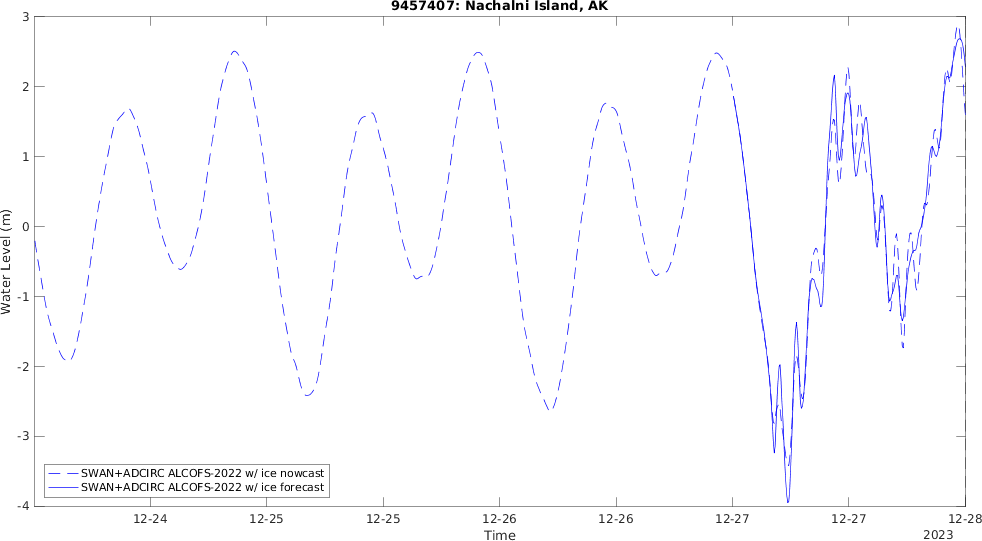 9457407: Nachalni Island, AK
3
2
1
0
-1
-2
-3
-4
Water Level (m)
SWAN+ADCIRC ALCOFS-2022 w/ ice nowcast
SWAN+ADCIRC ALCOFS-2022 w/ ice forecast
12-24 12-25 12-25 12-26 12-26 12-27 12-27 12-28
Time
2023